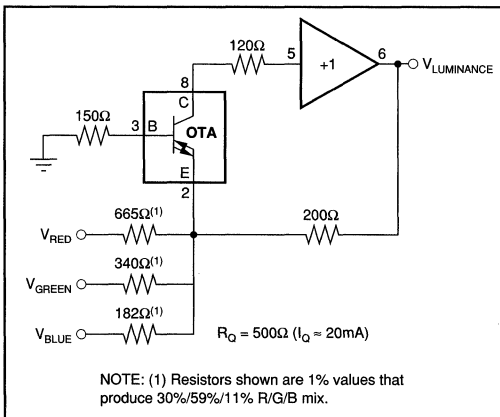 120Ω
5
+1
6
V_LUMINANCE
8
C
150Ω
3
B
OTA
E
2
665Ω(1)
200Ω
V_RED
340Ω(1)
V_GREEN
182Ω(1)
V_BLUE
R_Q = 500Ω (I_Q ≈ 20mA)
NOTE: (1) Resistors shown are 1% values that
produce 30%/59%/11% R/G/B mix.